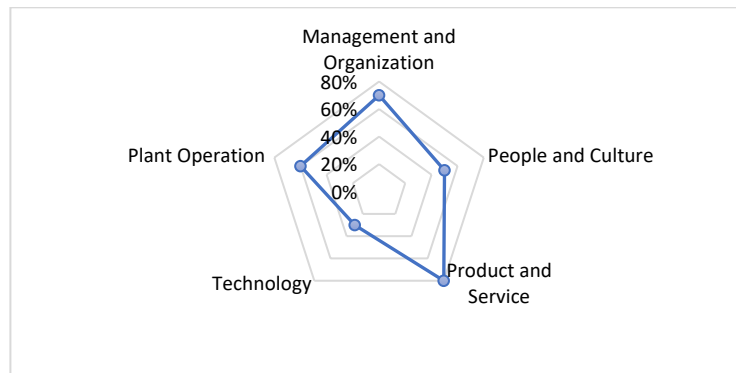 Management and
Organization
80%
60%
40%
20%
0%
People and Culture
Product and
Service
Technology
Plant Operation